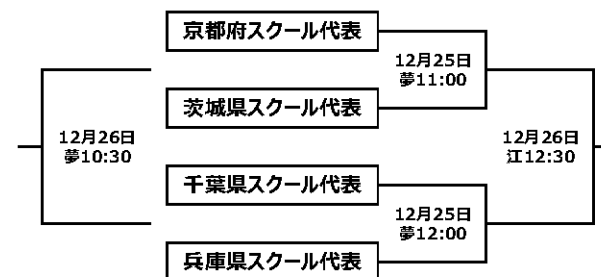 京都府スクール代表
12月25日
夢11:00
茨城県スクール代表
12月26日
夢10:30
12月26日
江12:30
千葉県スクール代表
12月25日
夢12:00
兵庫県スクール代表